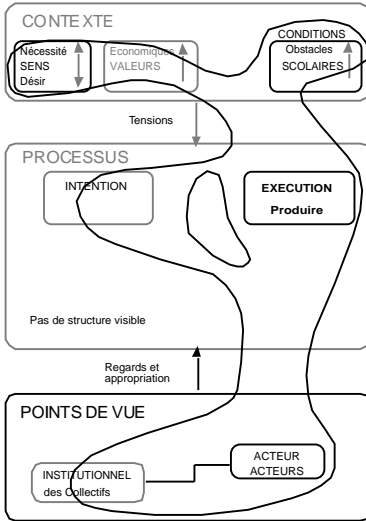 CONTEXTE
CONDITIONS
Nécessité
SENS
Désir
Economiques
VALEURS
Obstacles
SCOLAIRES
Tensions
PROCESSUS
INTENTION
EXECUTION
Produire
Pas de structure visible
Regards et
appropriation
POINTS DE VUE
ACTEUR
ACTEURS
INSTITUTIONNEL
des Collectifs